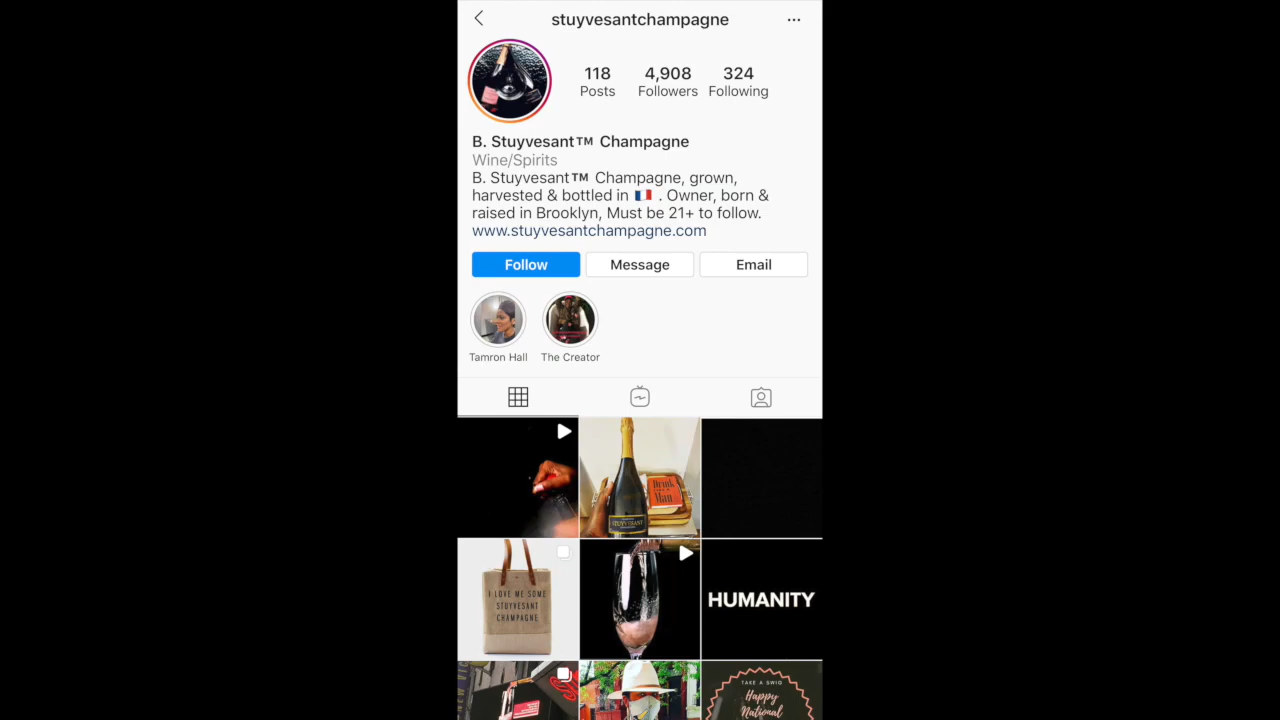 stuyvesantchampagne
118
Posts
4,908
Followers
324
Following
B. Stuyvesant™ Champagne
Wine/Spirits
B. Stuyvesant™ Champagne, grown,
harvested & bottled in 🇫🇷 . Owner, born &
raised in Brooklyn, Must be 21+ to follow.
www.stuyvesantchampagne.com
Follow
Message
Email
Tamron Hall
The Creator
Drink
Man
STUYVESANT
I LOVE ME SOME
STUYVESANT
CHAMPAGNE
HUMANITY
TAKE A SWIG
Happy
National